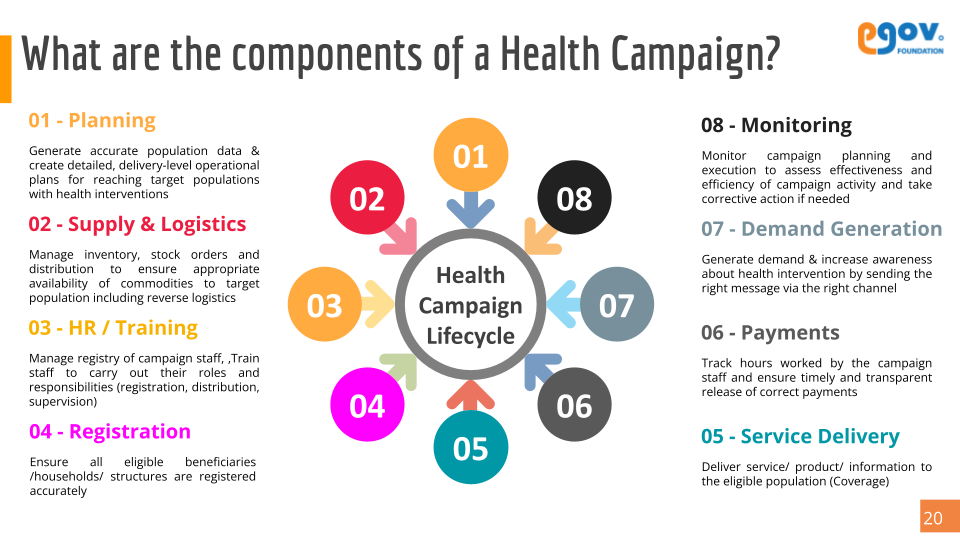 What are the components of a Health Campaign?
egov.
FOUNDATION
01 - Planning
Generate accurate population data &
create detailed, delivery-level operational
plans for reaching target populations
with health interventions
02 - Supply & Logistics
Manage inventory, stock orders and
distribution to ensure appropriate
availability of commodities to target
population including reverse logistics
03 - HR / Training
Manage registry of campaign staff, ,Train
staff to carry out their roles and
responsibilities (registration, distribution,
supervision)
04 - Registration
Ensure all eligible beneficiaries
/households/ structures are registered
accurately
01
02
08
03
Health
Campaign
Lifecycle
07
04
06
05
08 - Monitoring
Monitor campaign planning and
execution to assess effectiveness and
efficiency of campaign activity and take
corrective action if needed
07 - Demand Generation
Generate demand & increase awareness
about health intervention by sending the
right message via the right channel
06 - Payments
Track hours worked by the campaign
staff and ensure timely and transparent
release of correct payments
05 - Service Delivery
Deliver service/ product/ information to
the eligible population (Coverage)
20